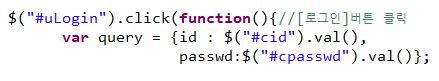 $("#uLogin").click(function(){//[로그인]버튼 클릭
var query = {id : $("#cid").val(),
passwd:$("#cpasswd").val()};